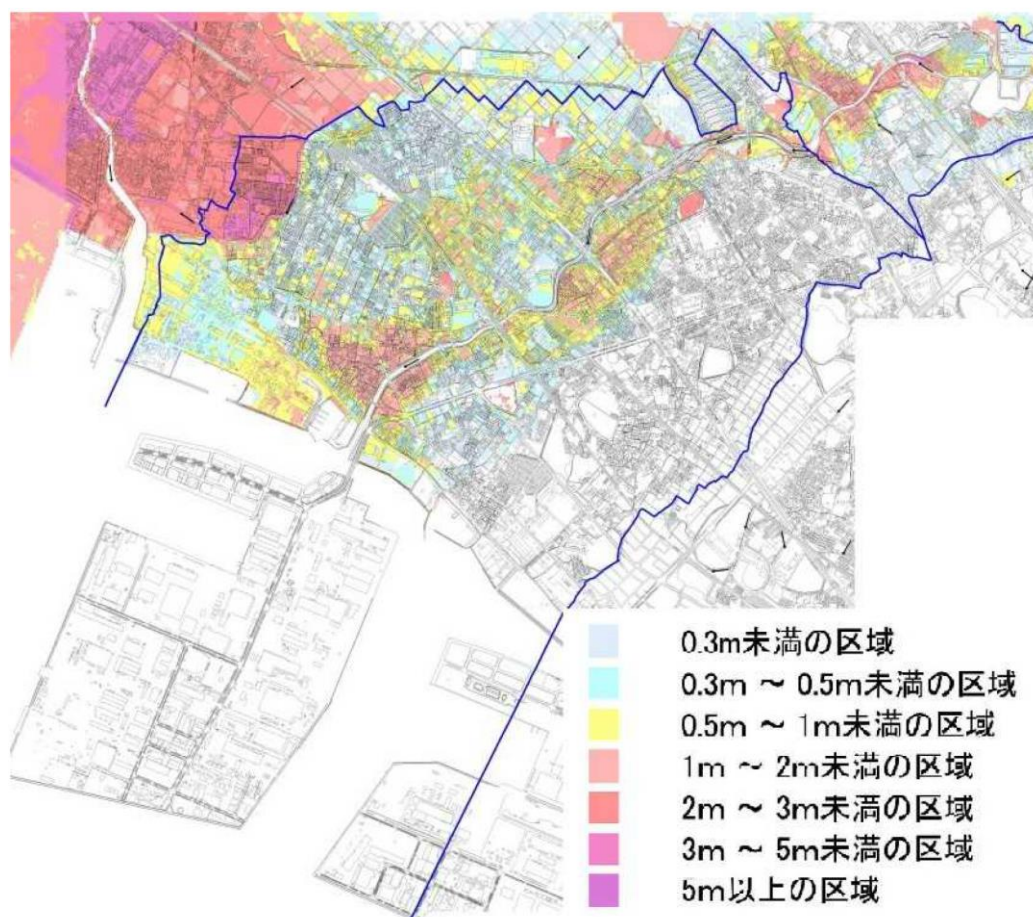 0.3m未満の区域
0.3m ～ 0.5m未満の区域
0.5m ～ 1m未満の区域
1m ～ 2m未満の区域
2m ～ 3m未満の区域
3m ～ 5m未満の区域
5m以上の区域